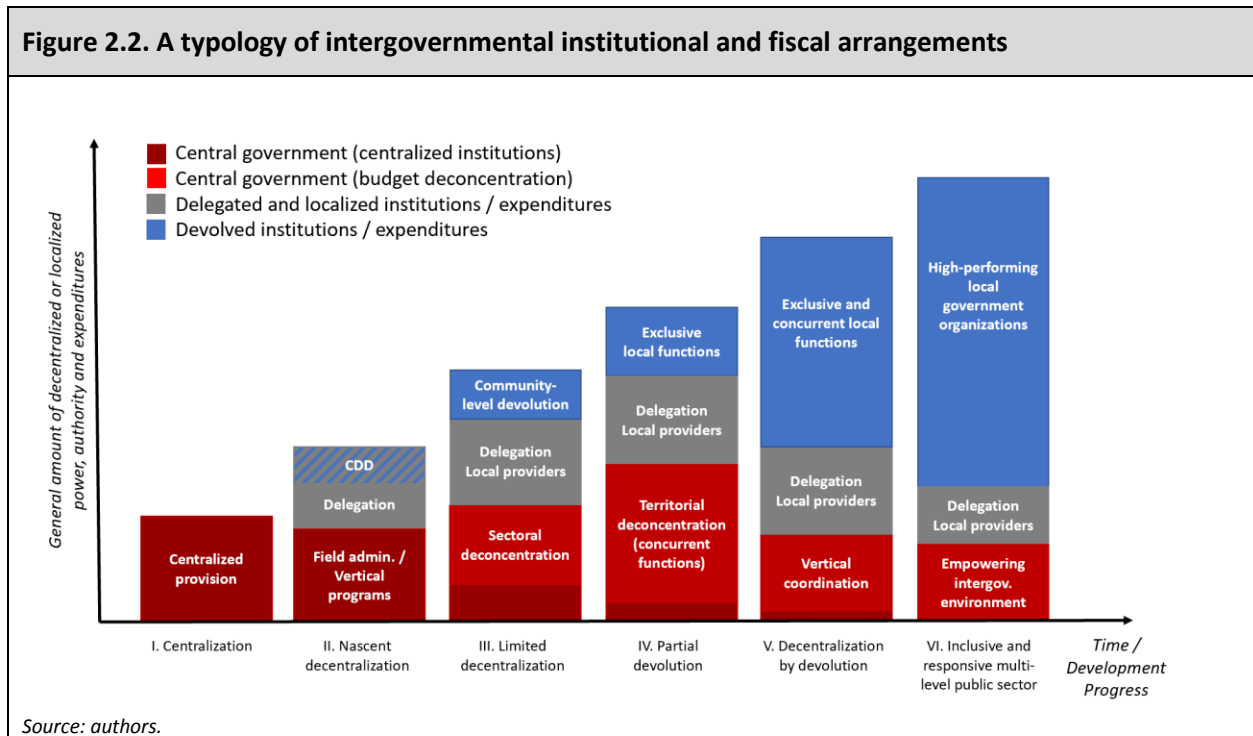 Figure 2.2. A typology of intergovernmental institutional and fiscal arrangements
General amount of decentralized or localized
power, authority and expenditures
Central government (centralized institutions)
Central government (budget deconcentration)
Delegated and localized institutions / expenditures
Devolved institutions / expenditures
Centralized
provision
CDD
Delegation
Field admin. /
Vertical
programs
Community-
level devolution
Delegation
Local providers
Sectoral
deconcentration
Exclusive
local functions
Delegation
Local providers
Territorial
deconcentration
(concurrent
functions)
Exclusive and
concurrent local
functions
Delegation
Local providers
Vertical
coordination
High-performing
local
government
organizations
Delegation
Local providers
Empowering
intergov.
environment
I. Centralization
II. Nascent
decentralization
III. Limited
decentralization
IV. Partial
devolution
V. Decentralization
by devolution
VI. Inclusive and
responsive multi-
level public sector
Time /
Development
Progress
Source: authors.